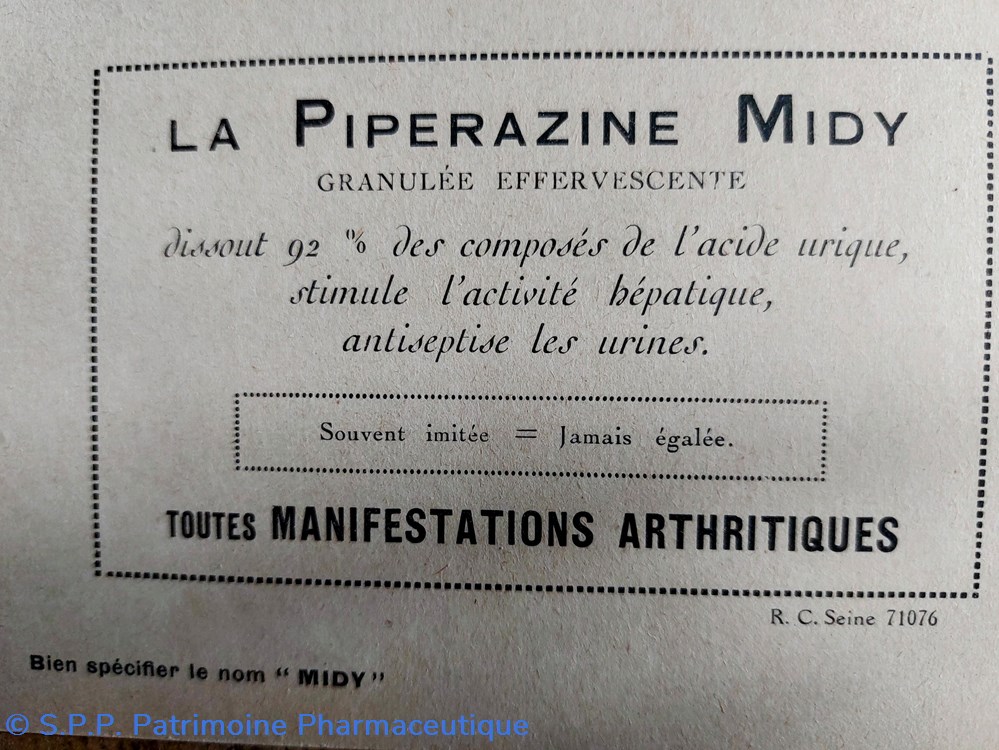 LA PIPERAZINE MIDY
GRANULÉE EFFERVESCENTE
dissout 92 % des composés de l'acide urique,
stimule l'activité hépatique,
antiseptise les urines.
Souvent imitée = Jamais égalée.
TOUTES MANIFESTATIONS ARTHRITIQUES
R. C. Seine 71076
Bien spécifier le nom "MIDY"
© S.P.P. Patrimoine Pharmaceutique